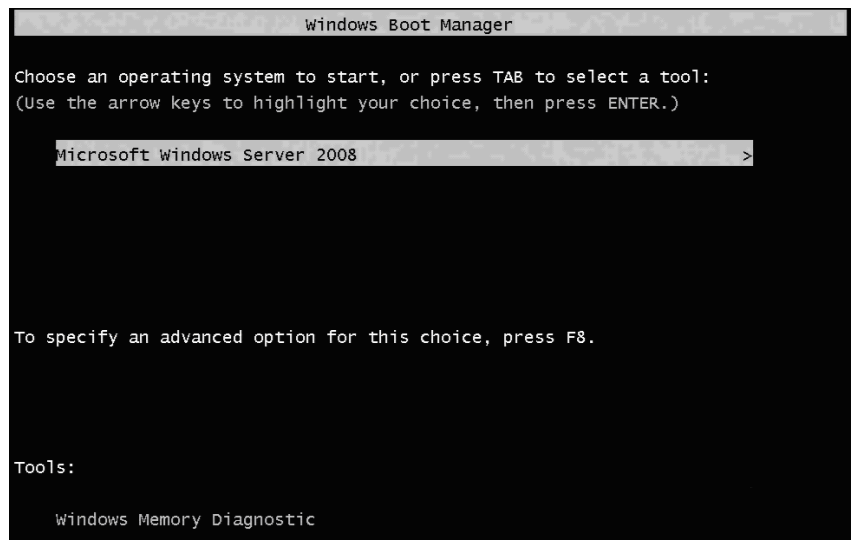 Windows Boot Manager
Choose an operating system to start, or press TAB to select a tool:
(Use the arrow keys to highlight your choice, then press ENTER.)
Microsoft Windows Server 2008 >
To specify an advanced option for this choice, press F8.
Tools:
Windows Memory Diagnostic